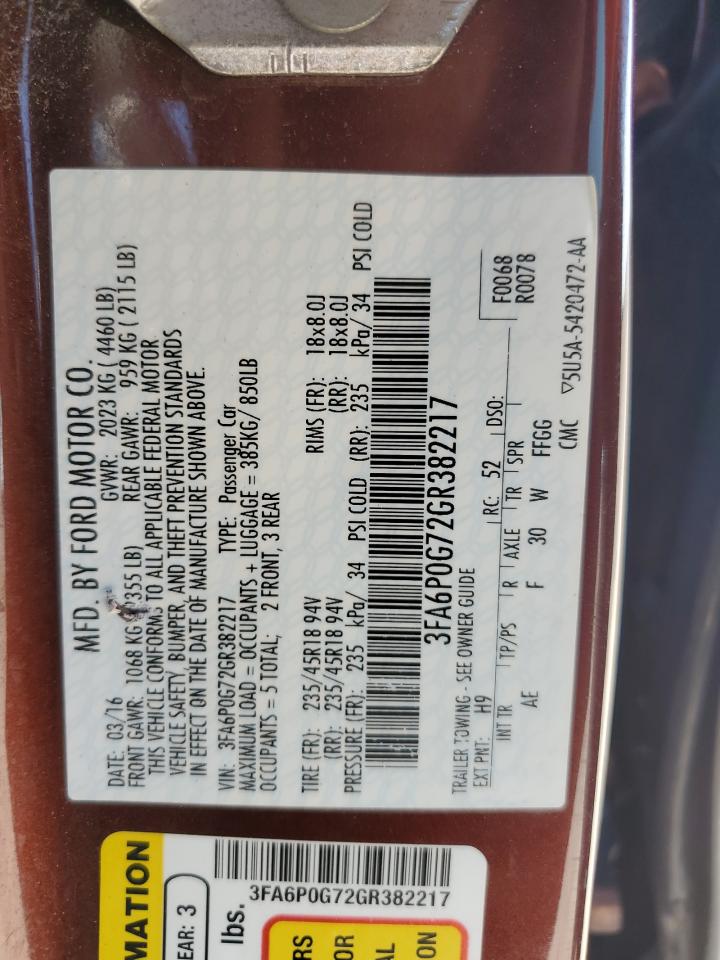 MFD. BY FORD MOTOR CO.
DATE: 03/16 GVWR: 2023 KG ( 4460 LB)
FRONT GAWR: 1068 KG 355 LB) REAR GAWR: 959 KG ( 2115 LB)
THIS VEHICLE CONFORMS TO ALL APPLICABLE FEDERAL MOTOR
VEHICLE SAFETY, BUMPER, AND THEFT PREVENTION STANDARDS
IN EFFECT ON THE DATE OF MANUFACTURE SHOWN ABOVE.
VIN: 3FA6P0G72GR382217 TYPE: Passenger Car
MAXIMUM LOAD = OCCUPANTS + LUGGAGE = 385KG/ 850LB
OCCUPANTS = 5 TOTAL; 2 FRONT, 3 REAR
TIRE (FR): 235/45R18 94V RIMS (FR): 18x8.0J
(RR): 235/45R18 94V (RR): 18x8.0J
PRESSURE (FR): 235 kPa/ 34 PSI COLD (RR): 235 kPa/ 34 PSI COLD
3FA6P0G72GR382217
TRAILER TOWING - SEE OWNER GUIDE
EXT PNT: H9 RC: 52 DSO: F0068
R0078
INT TR TP/PS R AXLE TR SPR
AE F 30 W FFGG
CMC ▽5U5A-5420472-AA
MATION
EAR: 3
lbs.
3FA6P0G72GR382217
RS
OR
AL
ON